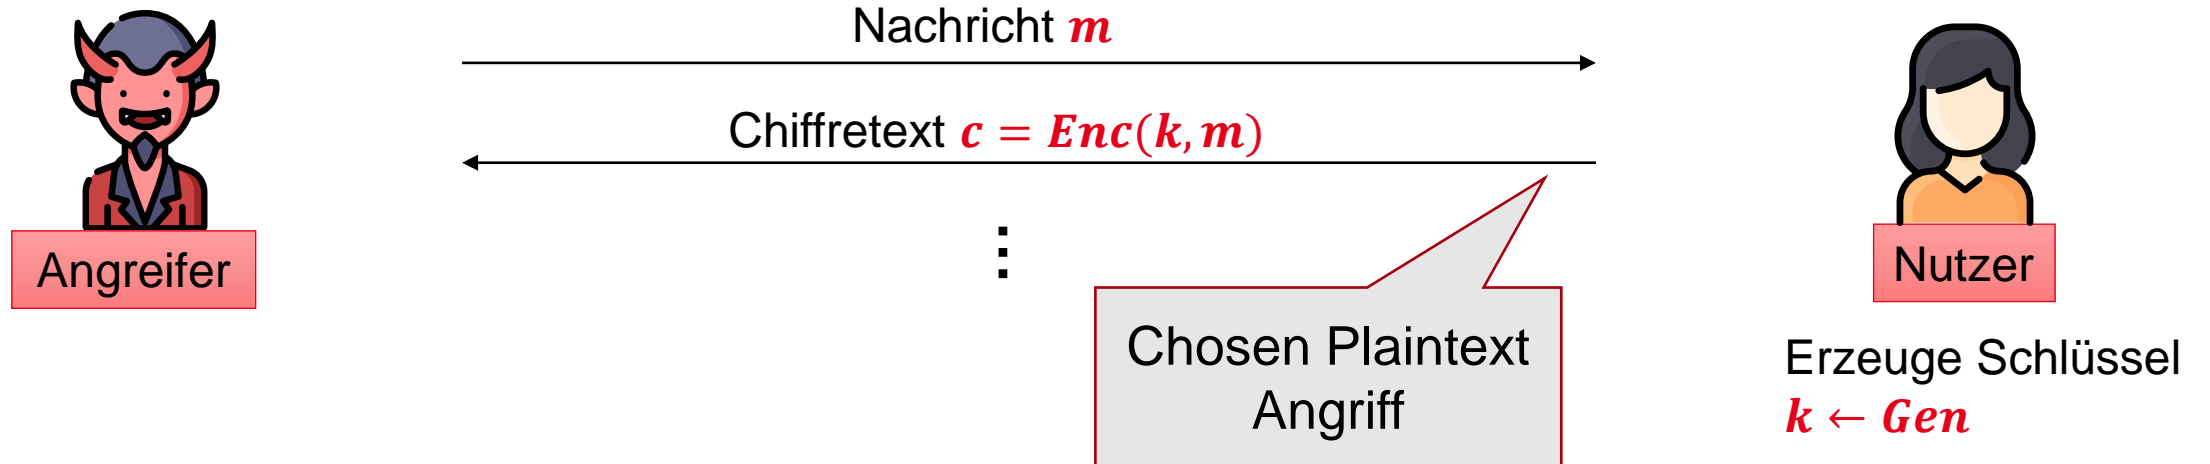 Nachricht m
Chiffretext c = Enc(k, m)
⋮
Angreifer
Nutzer
Chosen Plaintext
Angriff
Erzeuge Schlüssel
k ← Gen